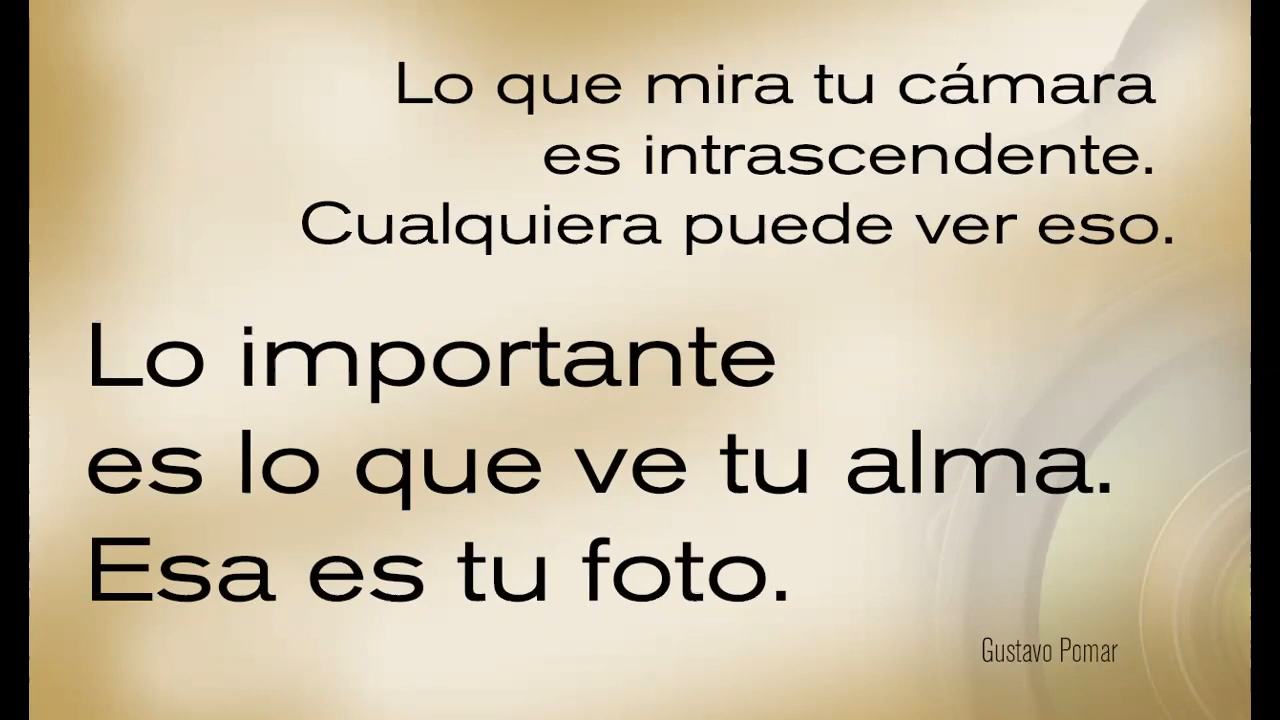 Lo que mira tu cámara
es intrascendente.
Cualquiera puede ver eso.
Lo importante
es lo que ve tu alma.
Esa es tu foto.
Gustavo Pomar